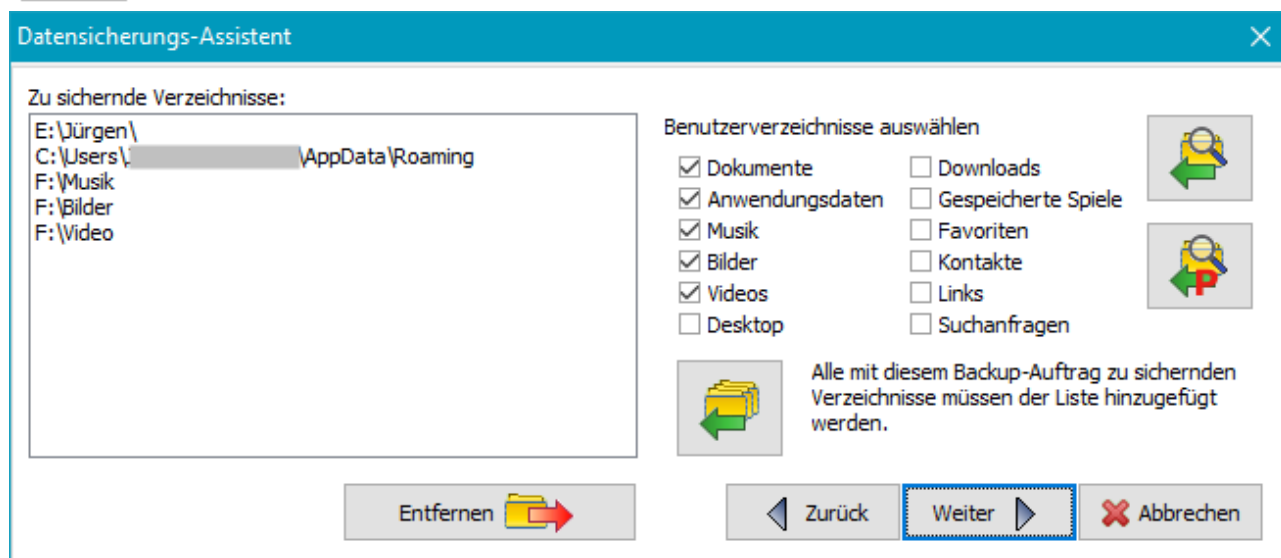 Datensicherungs-Assistent
Zu sichernde Verzeichnisse:
E:\Jürgen\
C:\Users\ \AppData\Roaming
F:\Musik
F:\Bilder
F:\Video
Benutzerverzeichnisse auswählen
Dokumente
Anwendungsdaten
Musik
Bilder
Videos
Desktop
Downloads
Gespeicherte Spiele
Favoriten
Kontakte
Links
Suchanfragen
P
Alle mit diesem Backup-Auftrag zu sichernden
Verzeichnisse müssen der Liste hinzugefügt
werden.
Entfernen
Zurück
Weiter
Abbrechen